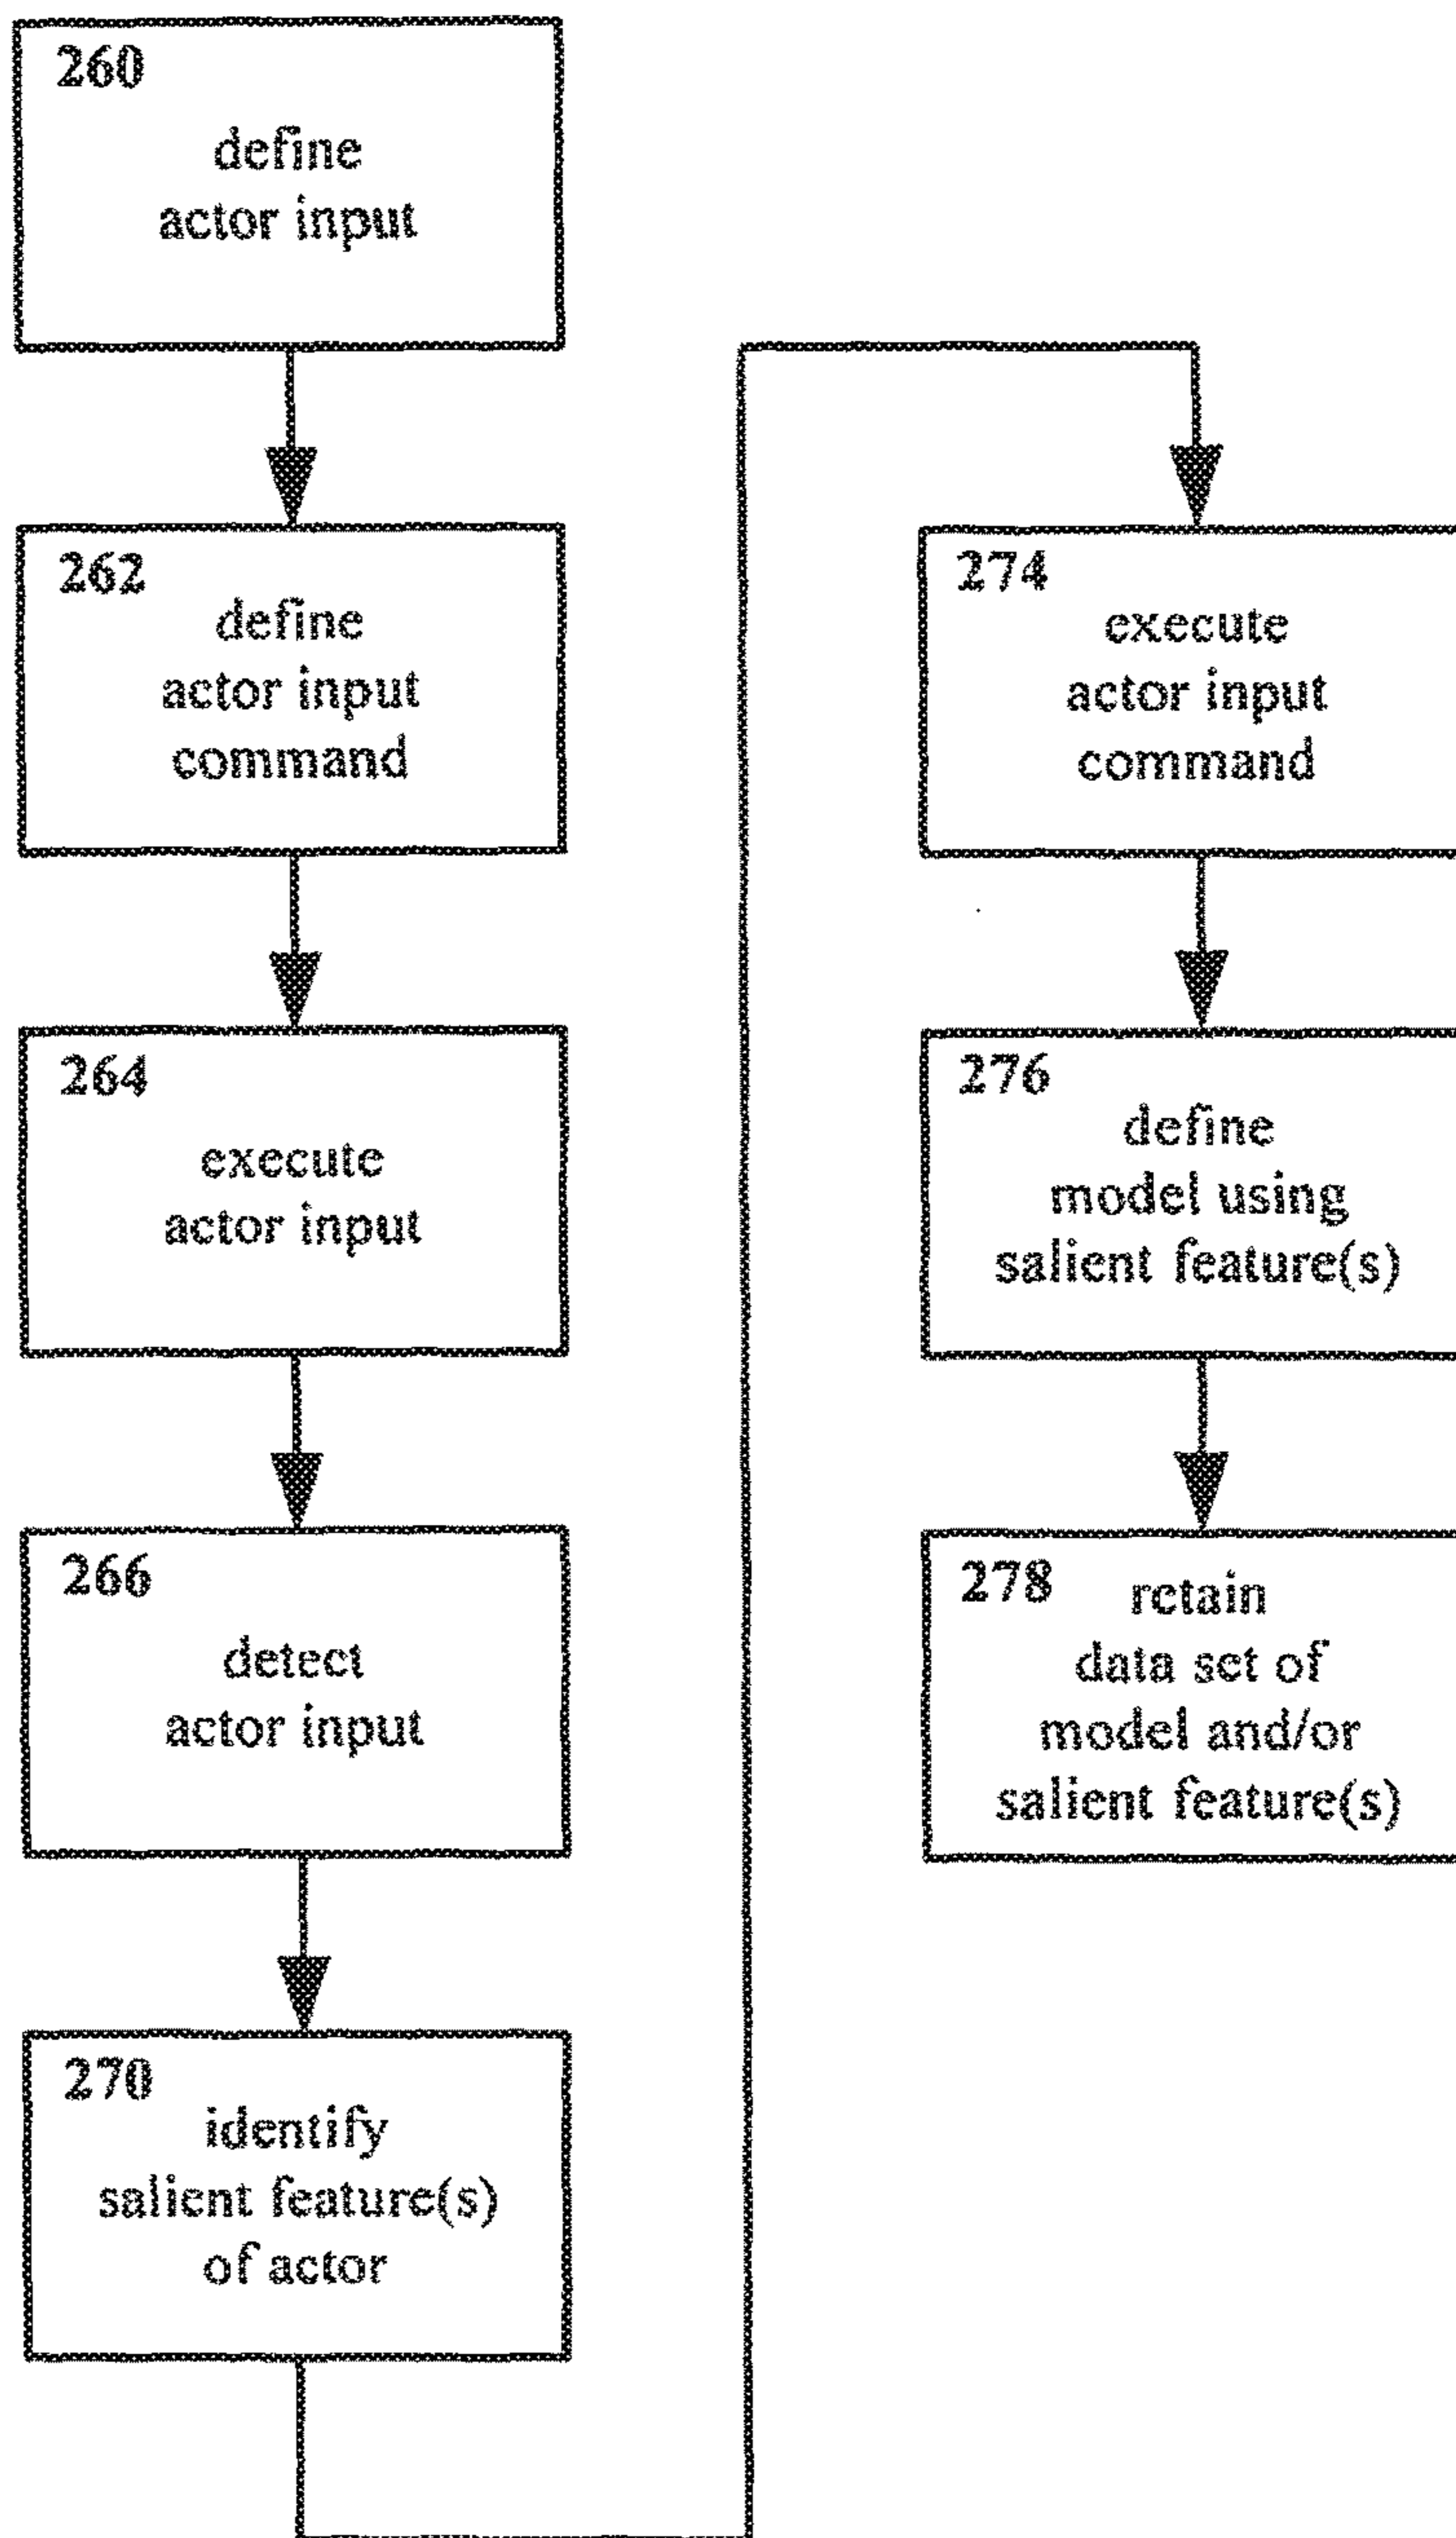 260
define
actor input
262
define
actor input
command
264
execute
actor input
266
detect
actor input
270
identify
salient feature(s)
of actor
274
execute
actor input
command
276
define
model using
salient feature(s)
278 retain
data set of
model and/or
salient feature(s)